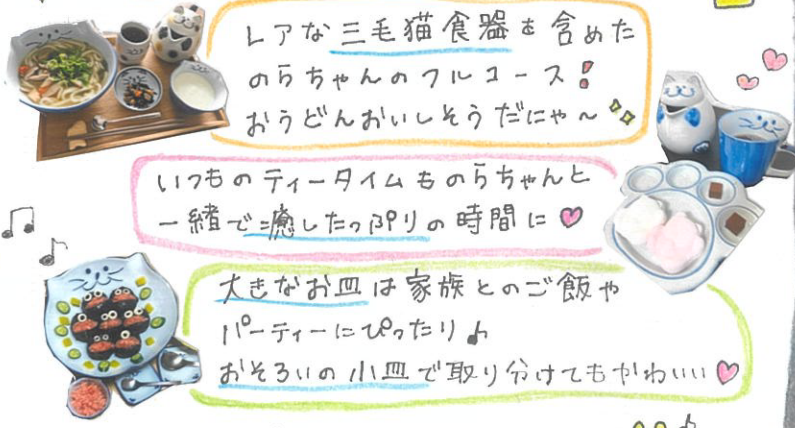 レアな三毛猫食器を含めた
のらちゃんのフルコース!
おうどんおいしそうだにゃ〜
いつものティータイムものらちゃんと
一緒で癒したっぷりの時間に♡
大きなお皿は家族とのご飯や
パーティーにぴったり♪
おそろいの小皿で取り分けてもかわいい♡